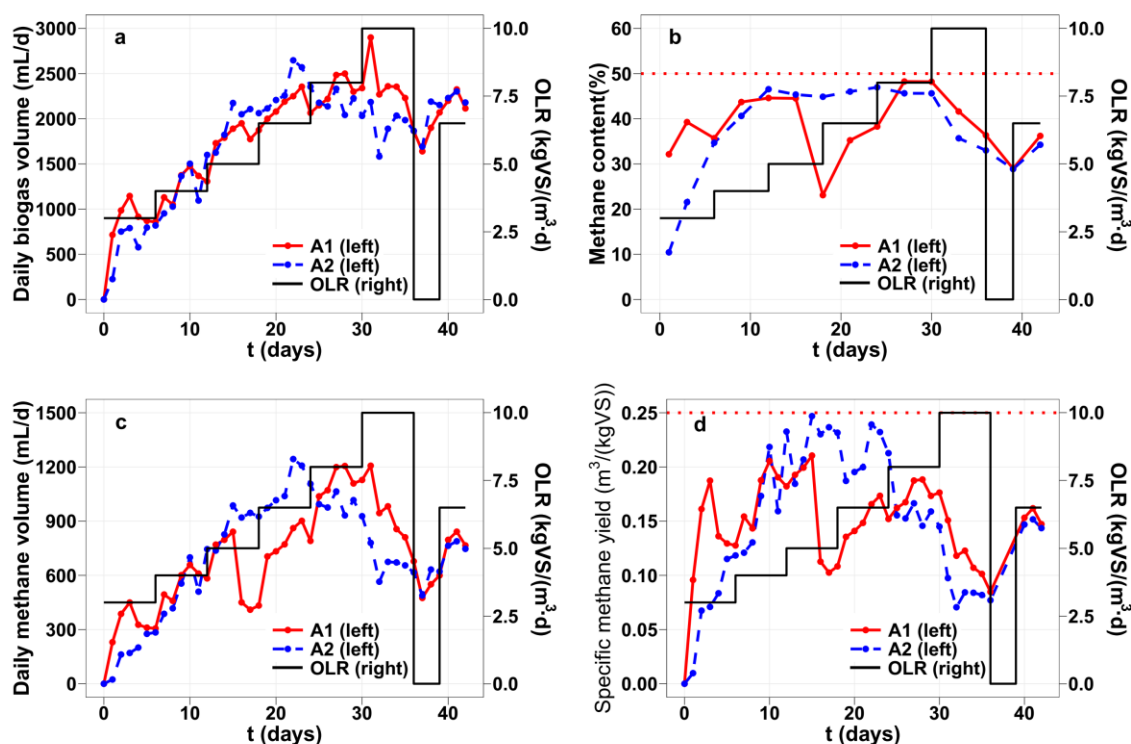 a
Daily biogas volume (mL/d)
3000
2500
2000
1500
1000
500
0
10.0
7.5
5.0
2.5
0.0
OLR (kgVS/(m³·d)
A1 (left)
A2 (left)
OLR (right)
0 10 20 30 40
t (days)
b
Methane content(%)
60
50
40
30
20
10
0
10.0
7.5
5.0
2.5
0.0
OLR (kgVS/(m³·d)
A1 (left)
A2 (left)
OLR (right)
0 10 20 30 40
t (days)
c
Daily methane volume (mL/d)
1500
1200
900
600
300
0
10.0
7.5
5.0
2.5
0.0
OLR (kgVS/(m³·d)
A1 (left)
A2 (left)
OLR (right)
0 10 20 30 40
t (days)
d
Specific methane yield (m³/(kgVS))
0.25
0.20
0.15
0.10
0.05
0.00
10.0
7.5
5.0
2.5
0.0
OLR (kgVS/(m³·d)
A1 (left)
A2 (left)
OLR (right)
0 10 20 30 40
t (days)